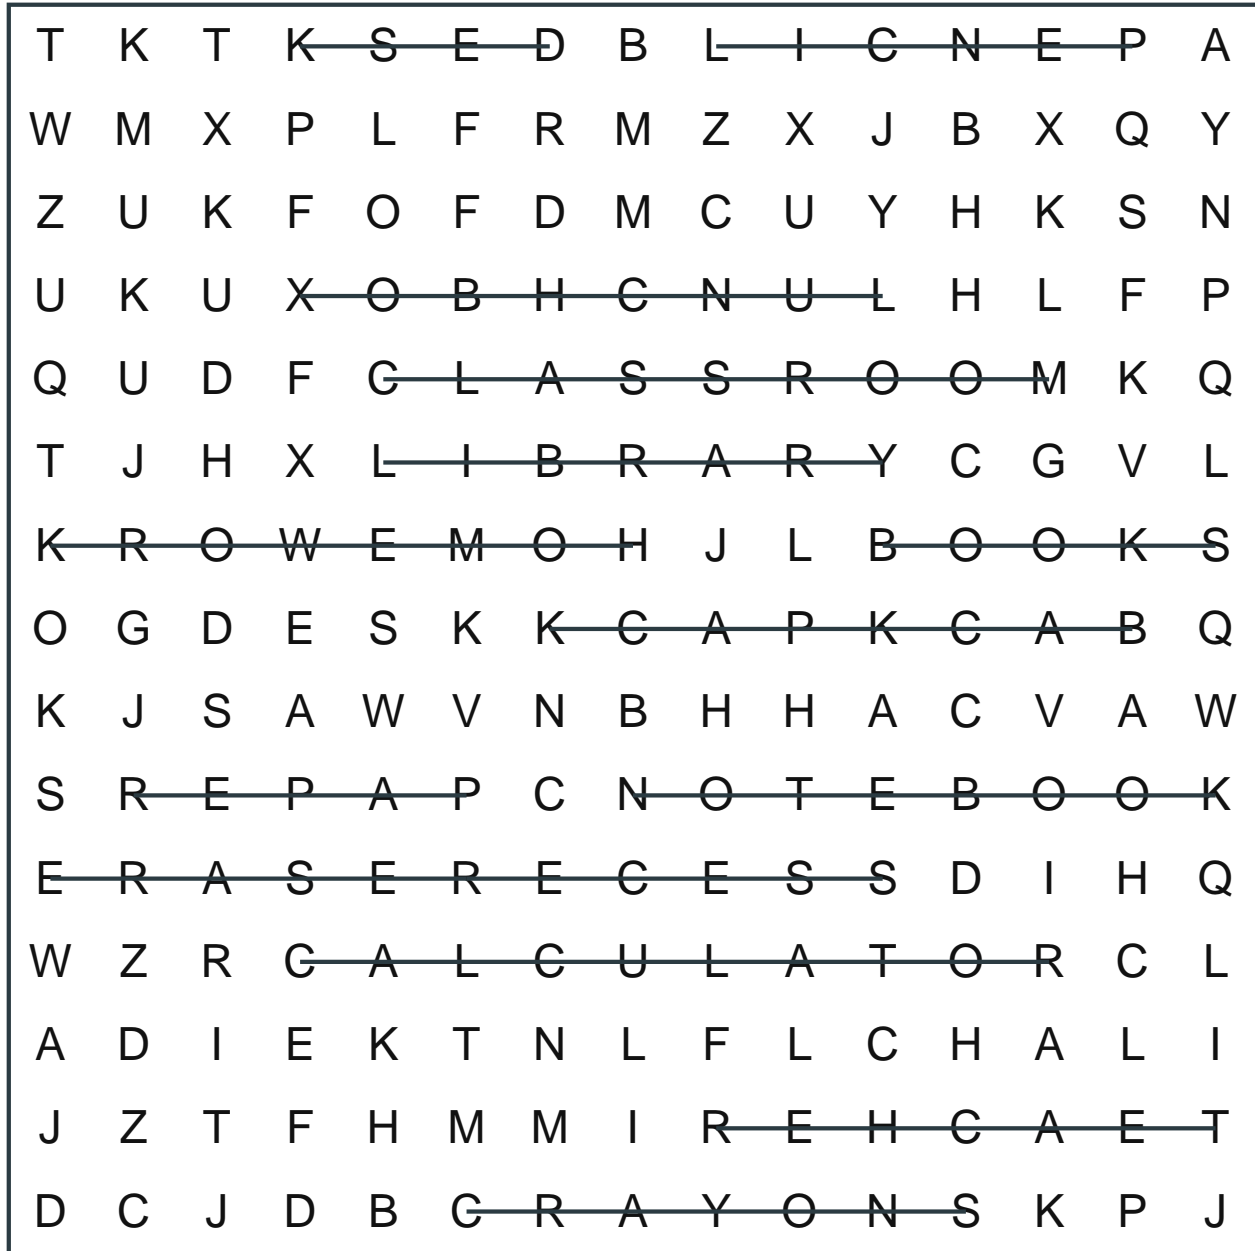 T K T K S E D B L I C N E P A
W M X P L F R M Z X J B X Q Y
Z U K F O F D M C U Y H K S N
U K U X O B H C N U L H L F P
Q U D F C L A S S R O O M K Q
T J H X L I B R A R Y C G V L
K R O W E M O H J L B O O K S
O G D E S K K C A P K C A B Q
K J S A W V N B H H A C V A W
S R E P A P C N O T E B O O K
E R A S E R E C E S S D I H Q
W Z R C A L C U L A T O R C L
A D I E K T N L F L C H A L I
J Z T F H M M I R E H C A E T
D C J D B C R A Y O N S K P J